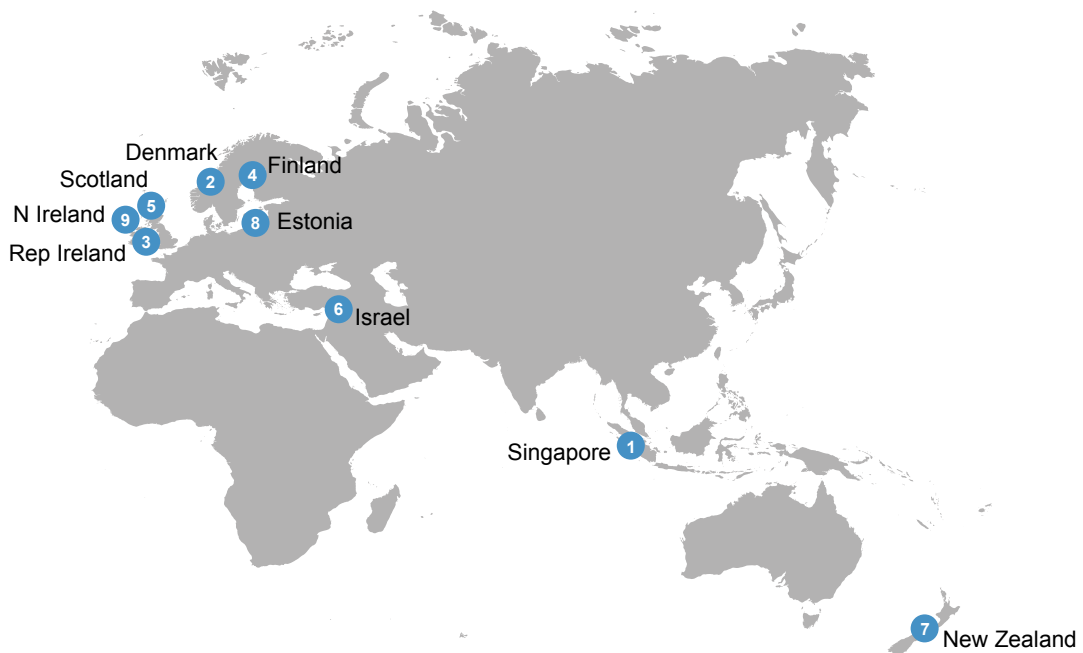 Denmark
2
4
Finland
Scotland
5
N Ireland
9
8
Estonia
3
Rep Ireland
6
Israel
Singapore
1
7
New Zealand